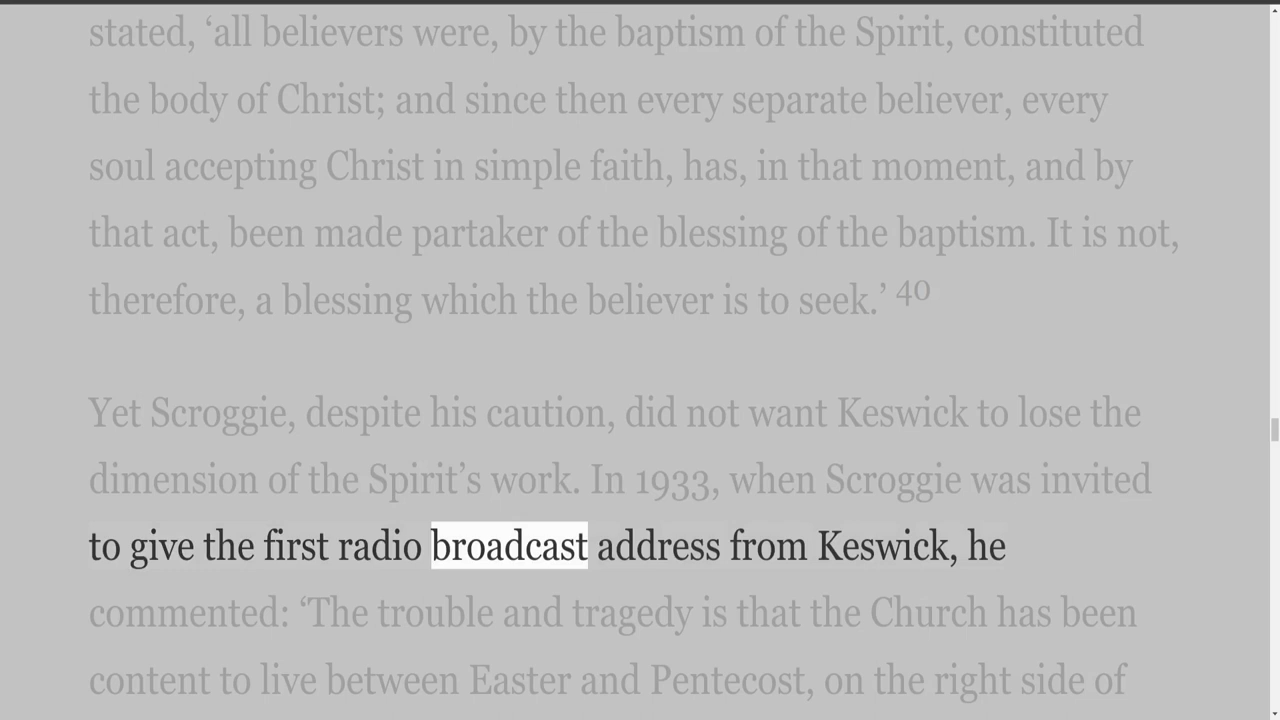 stated, ‘all believers were, by the baptism of the Spirit, constituted
the body of Christ; and since then every separate believer, every
soul accepting Christ in simple faith, has, in that moment, and by
that act, been made partaker of the blessing of the baptism. It is not,
therefore, a blessing which the believer is to seek.’ 40
Yet Scroggie, despite his caution, did not want Keswick to lose the
dimension of the Spirit’s work. In 1933, when Scroggie was invited
to give the first radio broadcast address from Keswick, he
commented: ‘The trouble and tragedy is that the Church has been
content to live between Easter and Pentecost, on the right side of